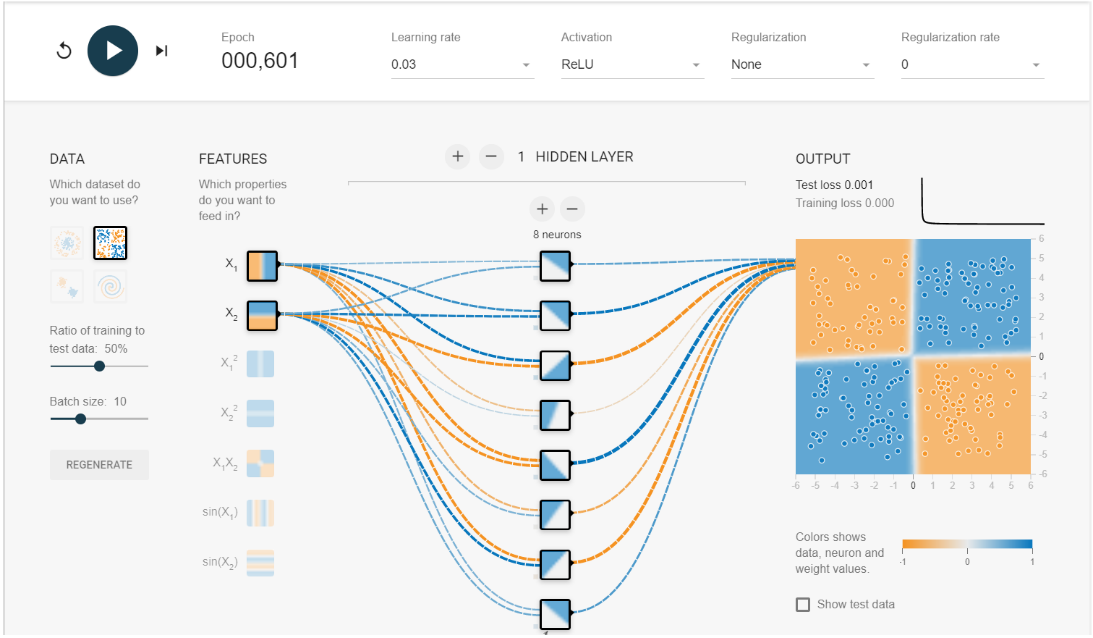 Epoch
000,601
Learning rate
0.03
Activation
ReLU
Regularization
None
Regularization rate
0
DATA
Which dataset do
you want to use?
Ratio of training to
test data: 50%
Batch size: 10
REGENERATE
FEATURES
Which properties
do you want to
feed in?
X₁
X₂
X₁²
X₂²
X₁X₂
sin(X₁)
sin(X₂)
+ − 1 HIDDEN LAYER
+ −
8 neurons
OUTPUT
Test loss 0.001
Training loss 0.000
6
5
4
3
2
1
0
-1
-2
-3
-4
-5
-6
-6 -5 -4 -3 -2 -1 0 1 2 3 4 5 6
Colors shows
data, neuron and
weight values.
-1 0 1
Show test data